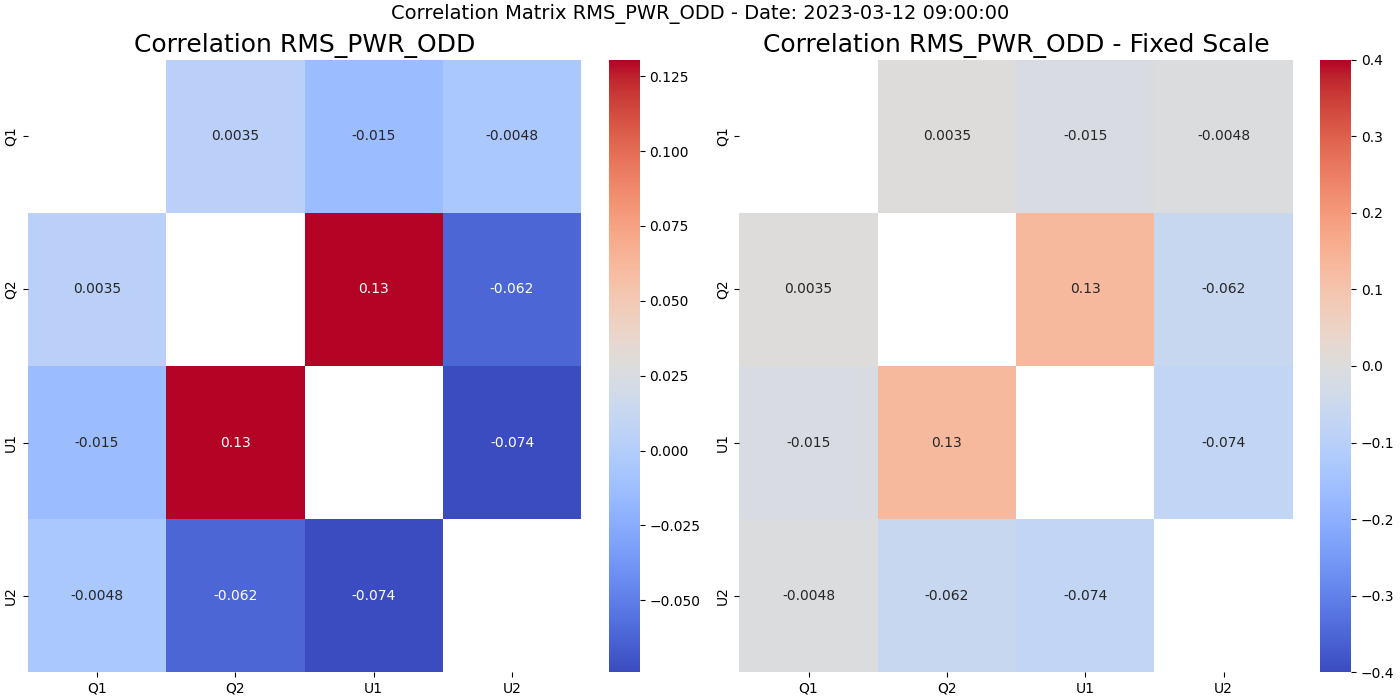 Correlation Matrix RMS_PWR_ODD - Date: 2023-03-12 09:00:00
Correlation RMS_PWR_ODD
Q1
0.0035
-0.015
-0.0048
Q2
0.0035
0.13
-0.062
U1
-0.015
0.13
-0.074
U2
-0.0048
-0.062
-0.074
Q1
Q2
U1
U2
0.125
0.100
0.075
0.050
0.025
0.000
−0.025
−0.050
Correlation RMS_PWR_ODD - Fixed Scale
Q1
0.0035
-0.015
-0.0048
Q2
0.0035
0.13
-0.062
U1
-0.015
0.13
-0.074
U2
-0.0048
-0.062
-0.074
Q1
Q2
U1
U2
0.4
0.3
0.2
0.1
0.0
−0.1
−0.2
−0.3
−0.4